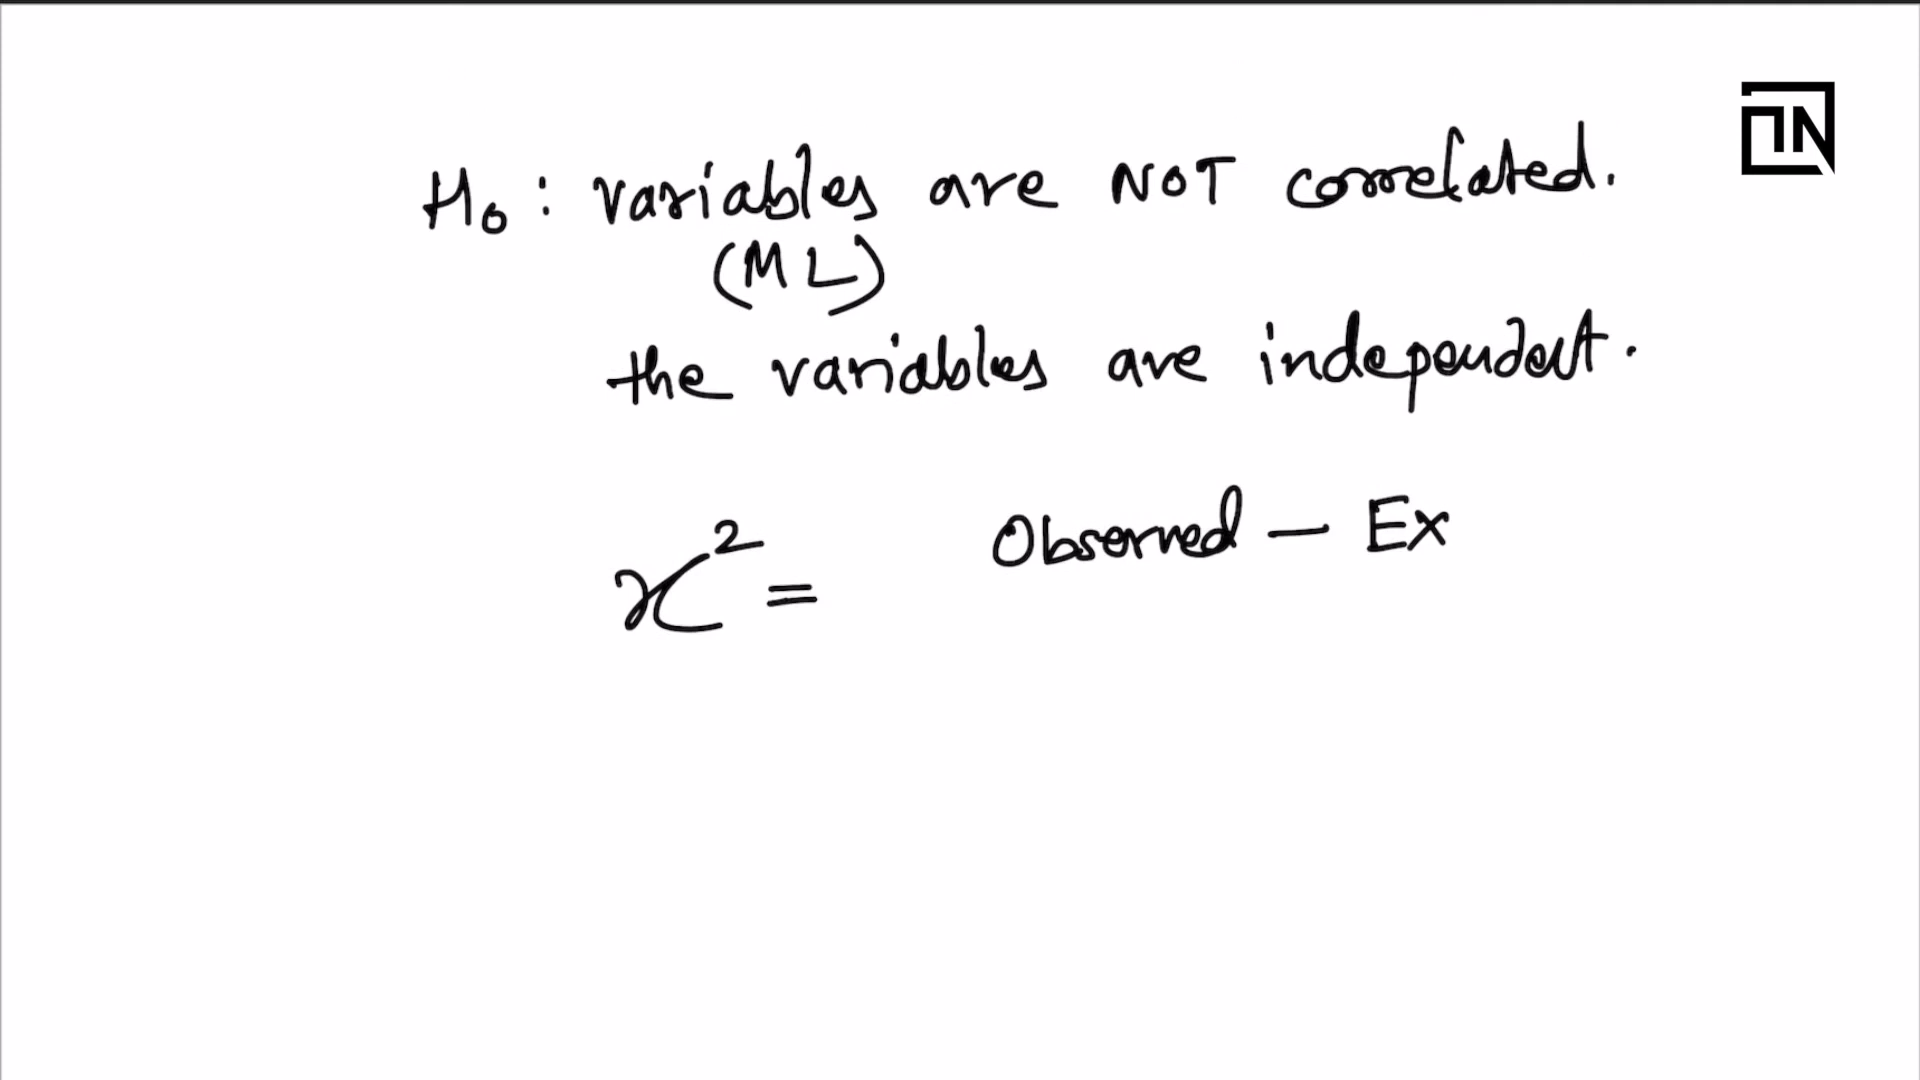 H₀ : variables are NOT correlated.
(ML)
the variables are independent.
χ² = Observed — Ex